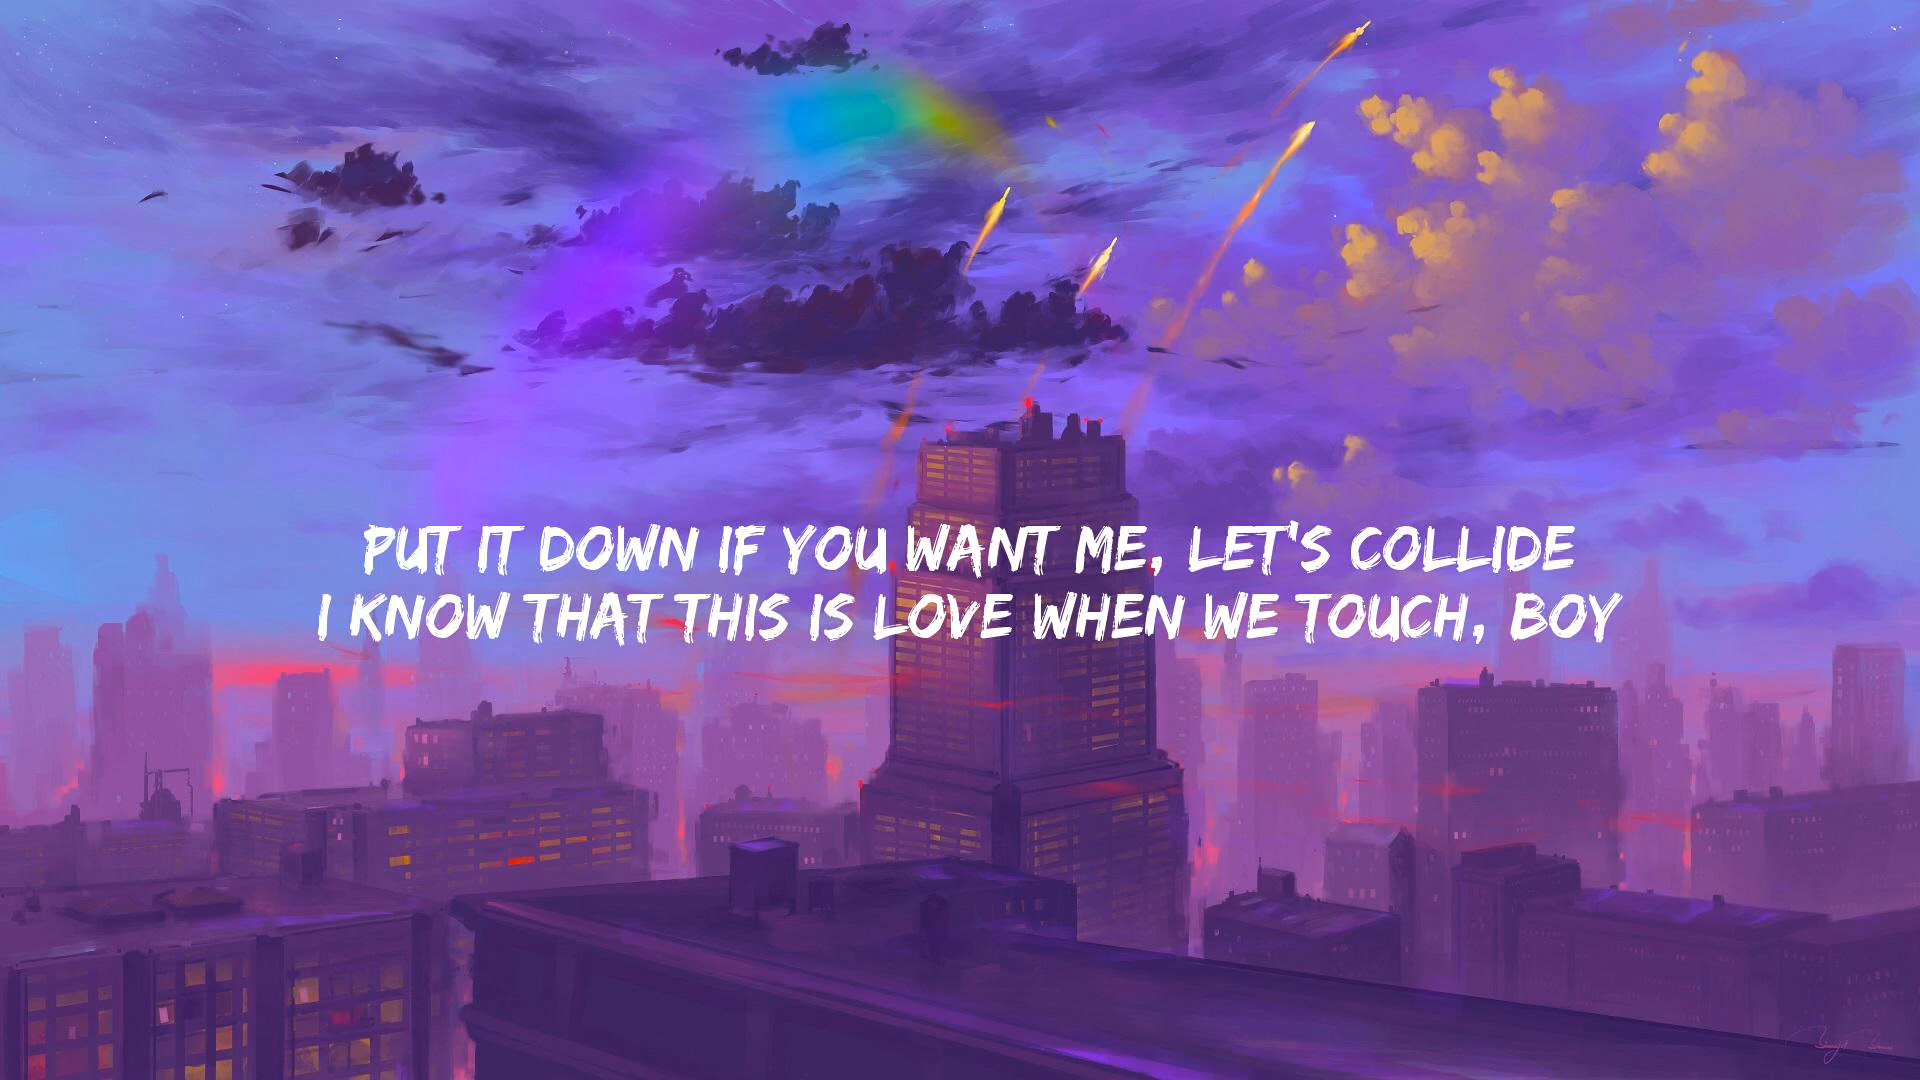 PUT IT DOWN IF YOU WANT ME, LET'S COLLIDE
I KNOW THAT THIS IS LOVE WHEN WE TOUCH, BOY